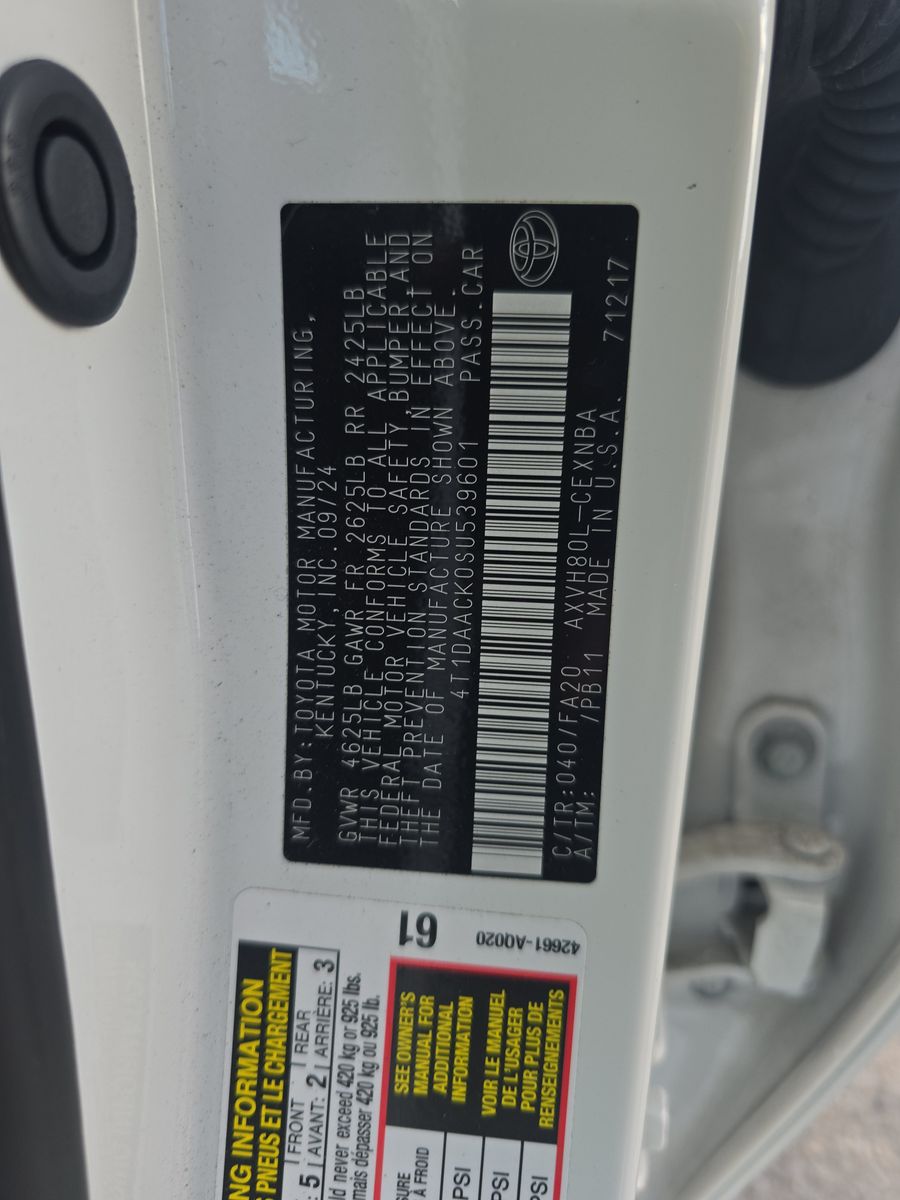 MFD.BY:TOYOTA MOTOR MANUFACTURING,
KENTUCKY,INC.09/24
GVWR 4625LB GAWR FR 2625LB RR 2425LB
THIS VEHICLE CONFORMS TO ALL APPLICABLE
FEDERAL MOTOR VEHICLE SAFETY,BUMPER,AND
THEFT PREVENTION STANDARDS IN EFFECT ON
THE DATE OF MANUFACTURE SHOWN ABOVE.
4T1DAACK0SU539601 PASS.CAR
C/TR:040/FA20 AXVH80L-CEXNBA 71217
A/TM: /PB11 MADE IN U.S.A.
NG INFORMATION
S PNEUS ET LE CHARGEMENT
: 5 FRONT REAR
AVANT: 2 ARRIÈRE: 3
ld never exceed 420 kg or 925 lbs.
mais dépasser 420 kg ou 925 lb.
61
42661-AQ020
SURE
À FROID
PSI
PSI
PSI
SEE OWNER'S
MANUAL FOR
ADDITIONAL
INFORMATION
VOIR LE MANUEL
DE L'USAGER
POUR PLUS DE
RENSEIGNEMENTS